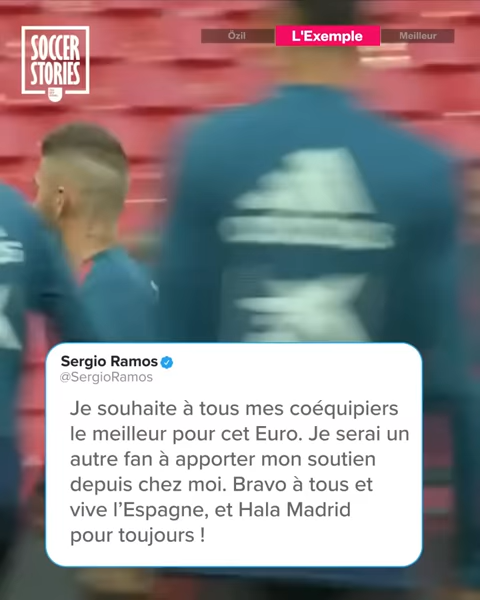 SOCCER
STORIES
Özil
L'Exemple
Meilleur
Sergio Ramos
@SergioRamos
Je souhaite à tous mes coéquipiers
le meilleur pour cet Euro. Je serai un
autre fan à apporter mon soutien
depuis chez moi. Bravo à tous et
vive l’Espagne, et Hala Madrid
pour toujours !